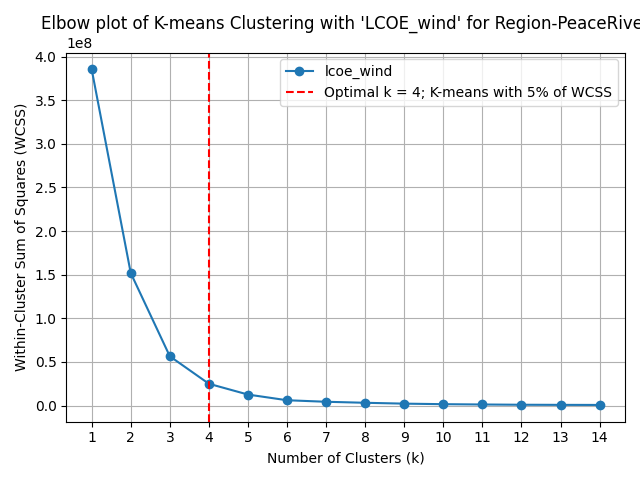 Elbow plot of K-means Clustering with 'LCOE_wind' for Region-PeaceRive
1e8
4.0
3.5
3.0
2.5
2.0
1.5
1.0
0.5
0.0
Within-Cluster Sum of Squares (WCSS)
lcoe_wind
Optimal k = 4; K-means with 5% of WCSS
1 2 3 4 5 6 7 8 9 10 11 12 13 14
Number of Clusters (k)